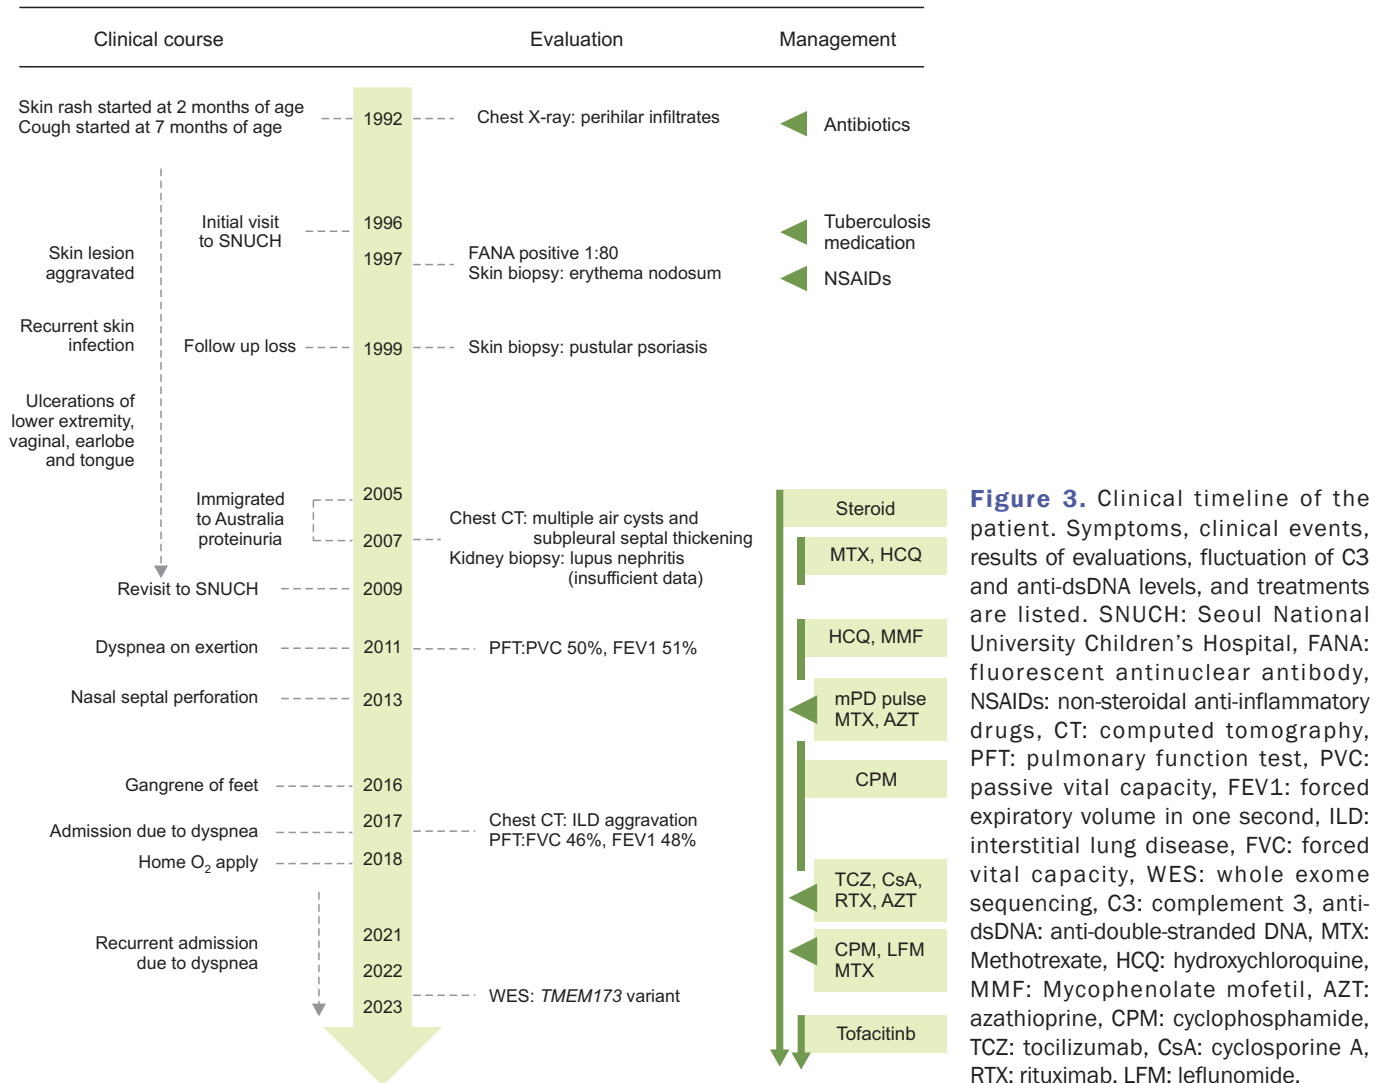 Clinical course
Evaluation
Management
Skin rash started at 2 months of age
Cough started at 7 months of age
1992
Chest X-ray: perihilar infiltrates
Antibiotics
Initial visit
to SNUCH
1996
Tuberculosis
medication
Skin lesion
aggravated
1997
FANA positive 1:80
Skin biopsy: erythema nodosum
NSAIDs
Recurrent skin
infection
Follow up loss
1999
Skin biopsy: pustular psoriasis
Ulcerations of
lower extremity,
vaginal, earlobe
and tongue
Immigrated
to Australia
proteinuria
2005
2007
Chest CT: multiple air cysts and
subpleural septal thickening
Kidney biopsy: lupus nephritis
(insufficient data)
Steroid
MTX, HCQ
Revisit to SNUCH
2009
Dyspnea on exertion
2011
PFT:PVC 50%, FEV1 51%
HCQ, MMF
Nasal septal perforation
2013
mPD pulse
MTX, AZT
Gangrene of feet
2016
CPM
Admission due to dyspnea
2017
Chest CT: ILD aggravation
PFT:FVC 46%, FEV1 48%
Home O2 apply
2018
TCZ, CsA,
RTX, AZT
Recurrent admission
due to dyspnea
2021
CPM, LFM
MTX
2022
2023
WES: TMEM173 variant
Tofacitinb
Figure 3. Clinical timeline of the
patient. Symptoms, clinical events,
results of evaluations, fluctuation of C3
and anti-dsDNA levels, and treatments
are listed. SNUCH: Seoul National
University Children's Hospital, FANA:
fluorescent antinuclear antibody,
NSAIDs: non-steroidal anti-inflammatory
drugs, CT: computed tomography,
PFT: pulmonary function test, PVC:
passive vital capacity, FEV1: forced
expiratory volume in one second, ILD:
interstitial lung disease, FVC: forced
vital capacity, WES: whole exome
sequencing, C3: complement 3, anti-
dsDNA: anti-double-stranded DNA, MTX:
Methotrexate, HCQ: hydroxychloroquine,
MMF: Mycophenolate mofetil, AZT:
azathioprine, CPM: cyclophosphamide,
TCZ: tocilizumab, CsA: cyclosporine A,
RTX: rituximab, LFM: leflunomide.